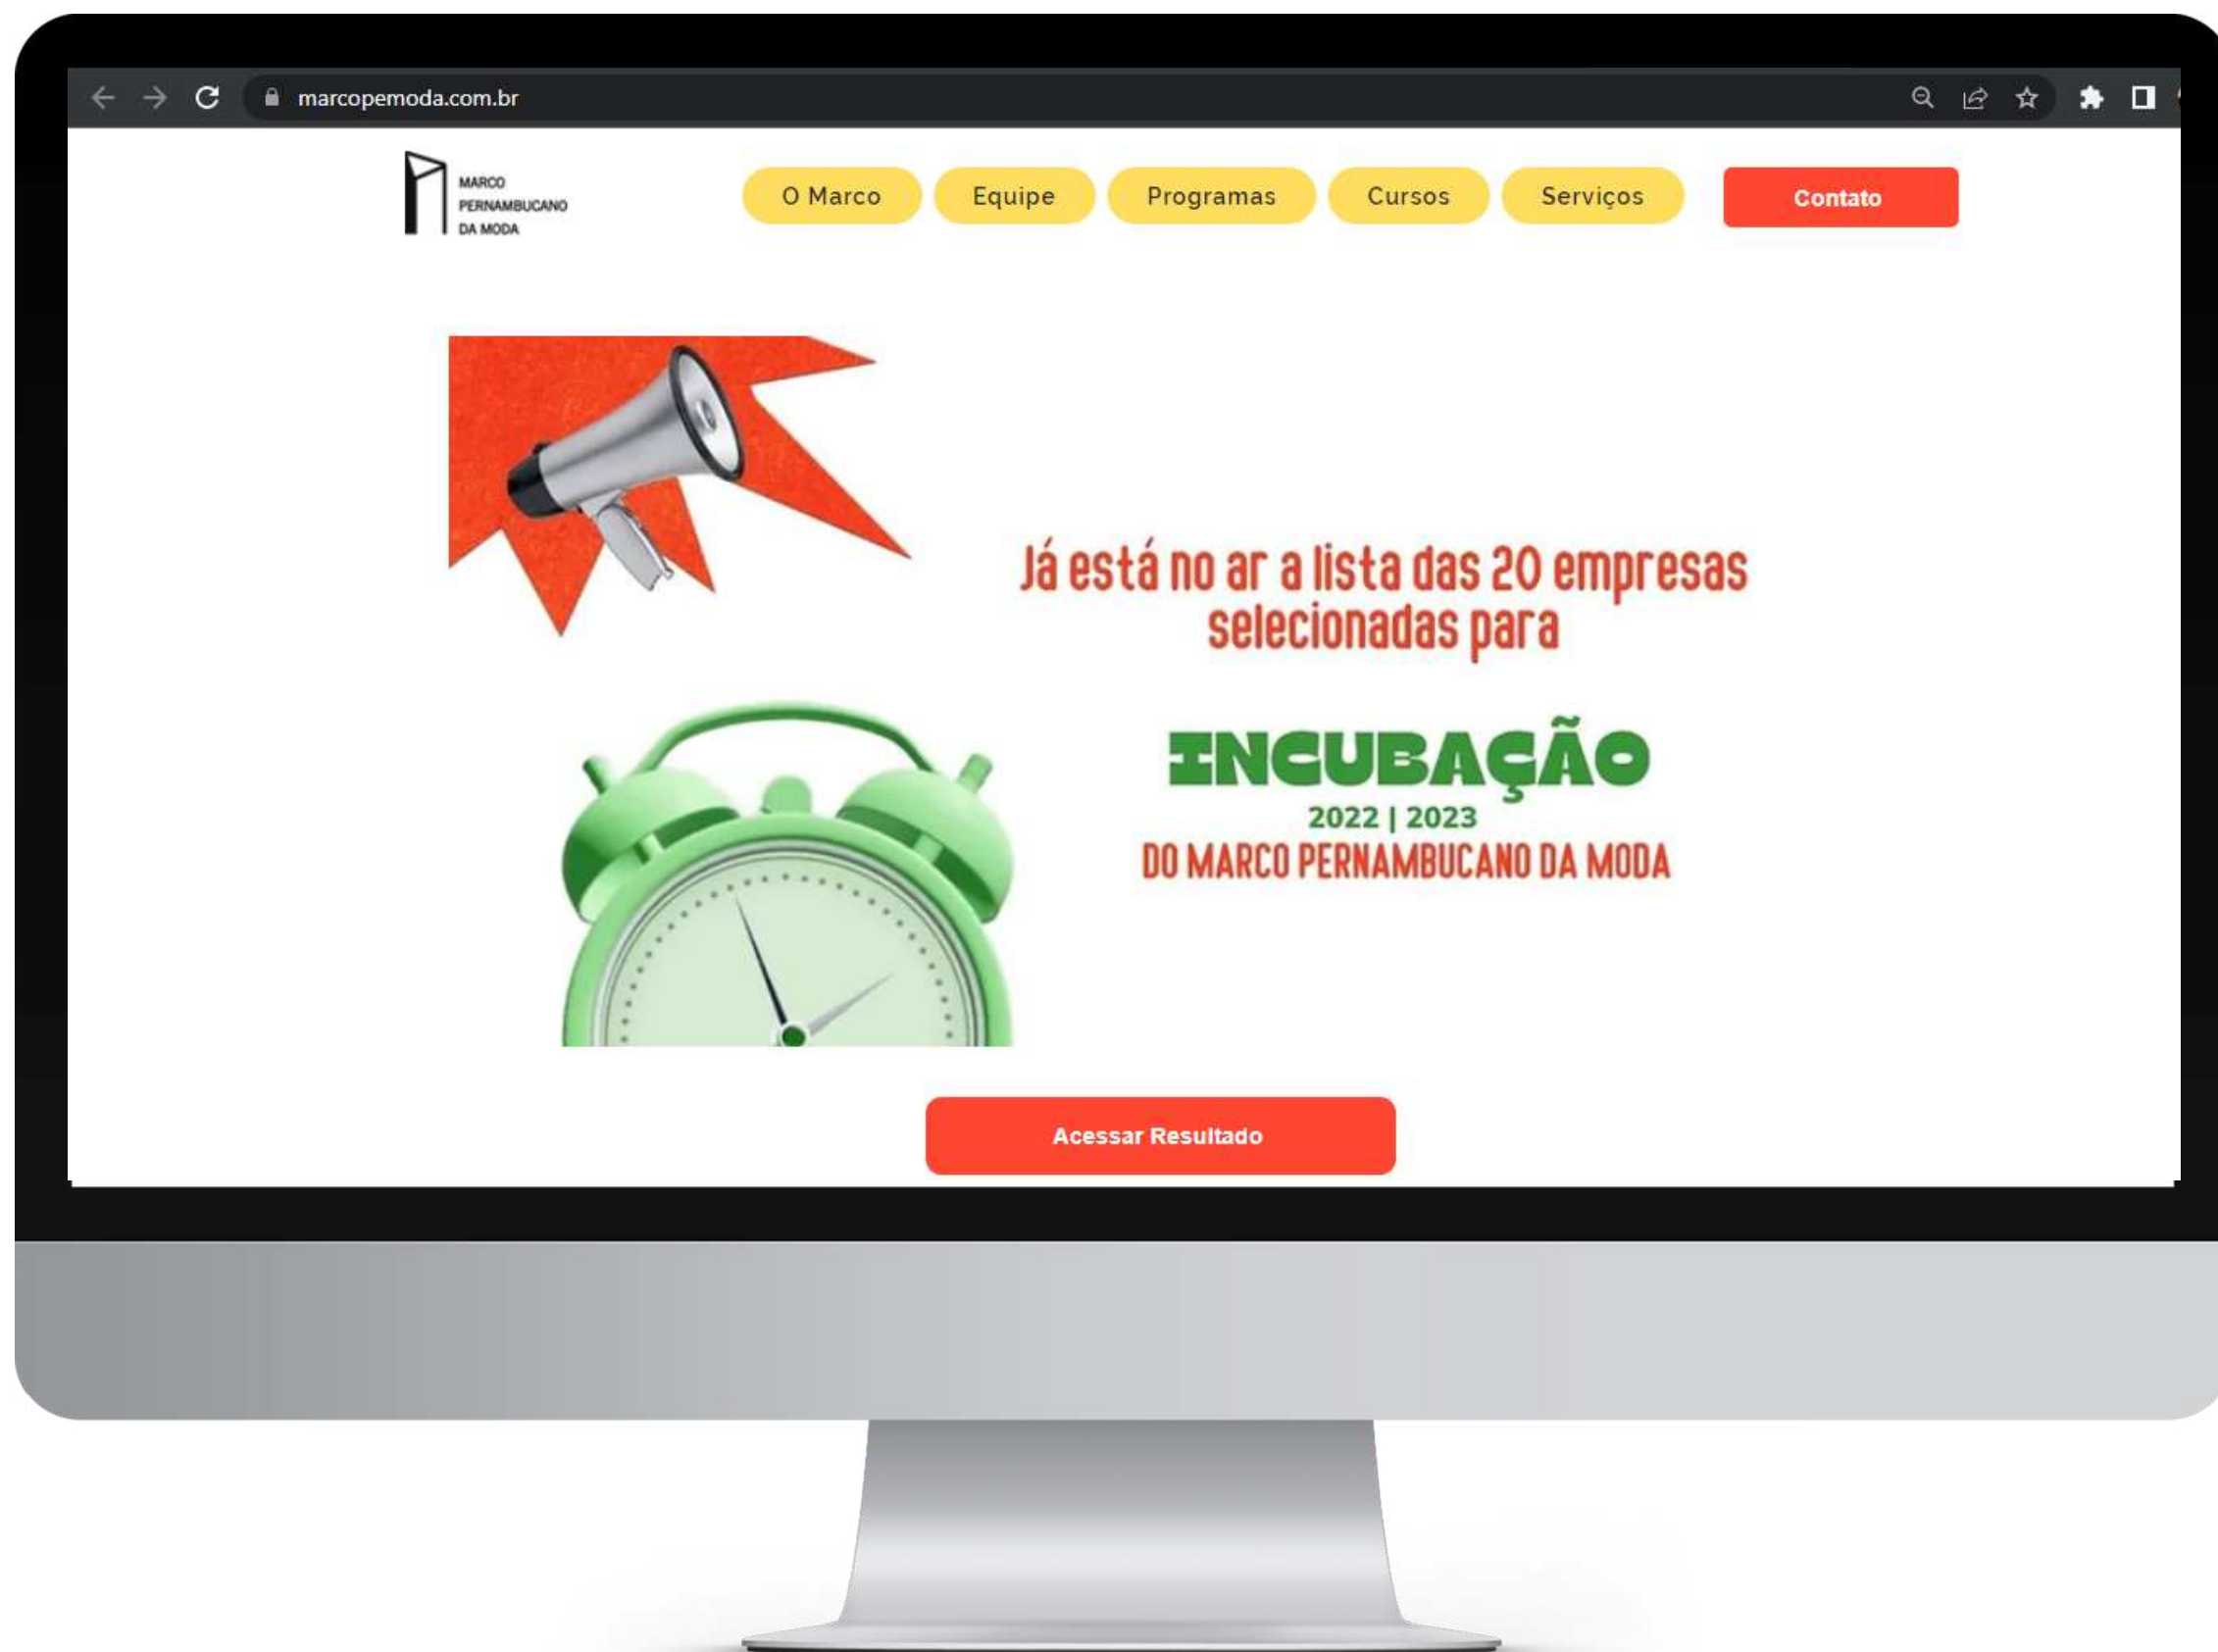 marcopemoda.com.br
MARCO
PERNAMBUCANO
DA MODA
O Marco
Equipe
Programas
Cursos
Serviços
Contato
Já está no ar a lista das 20 empresas
selecionadas para
INCUBAÇÃO
2022 | 2023
DO MARCO PERNAMBUCANO DA MODA
Acessar Resultado